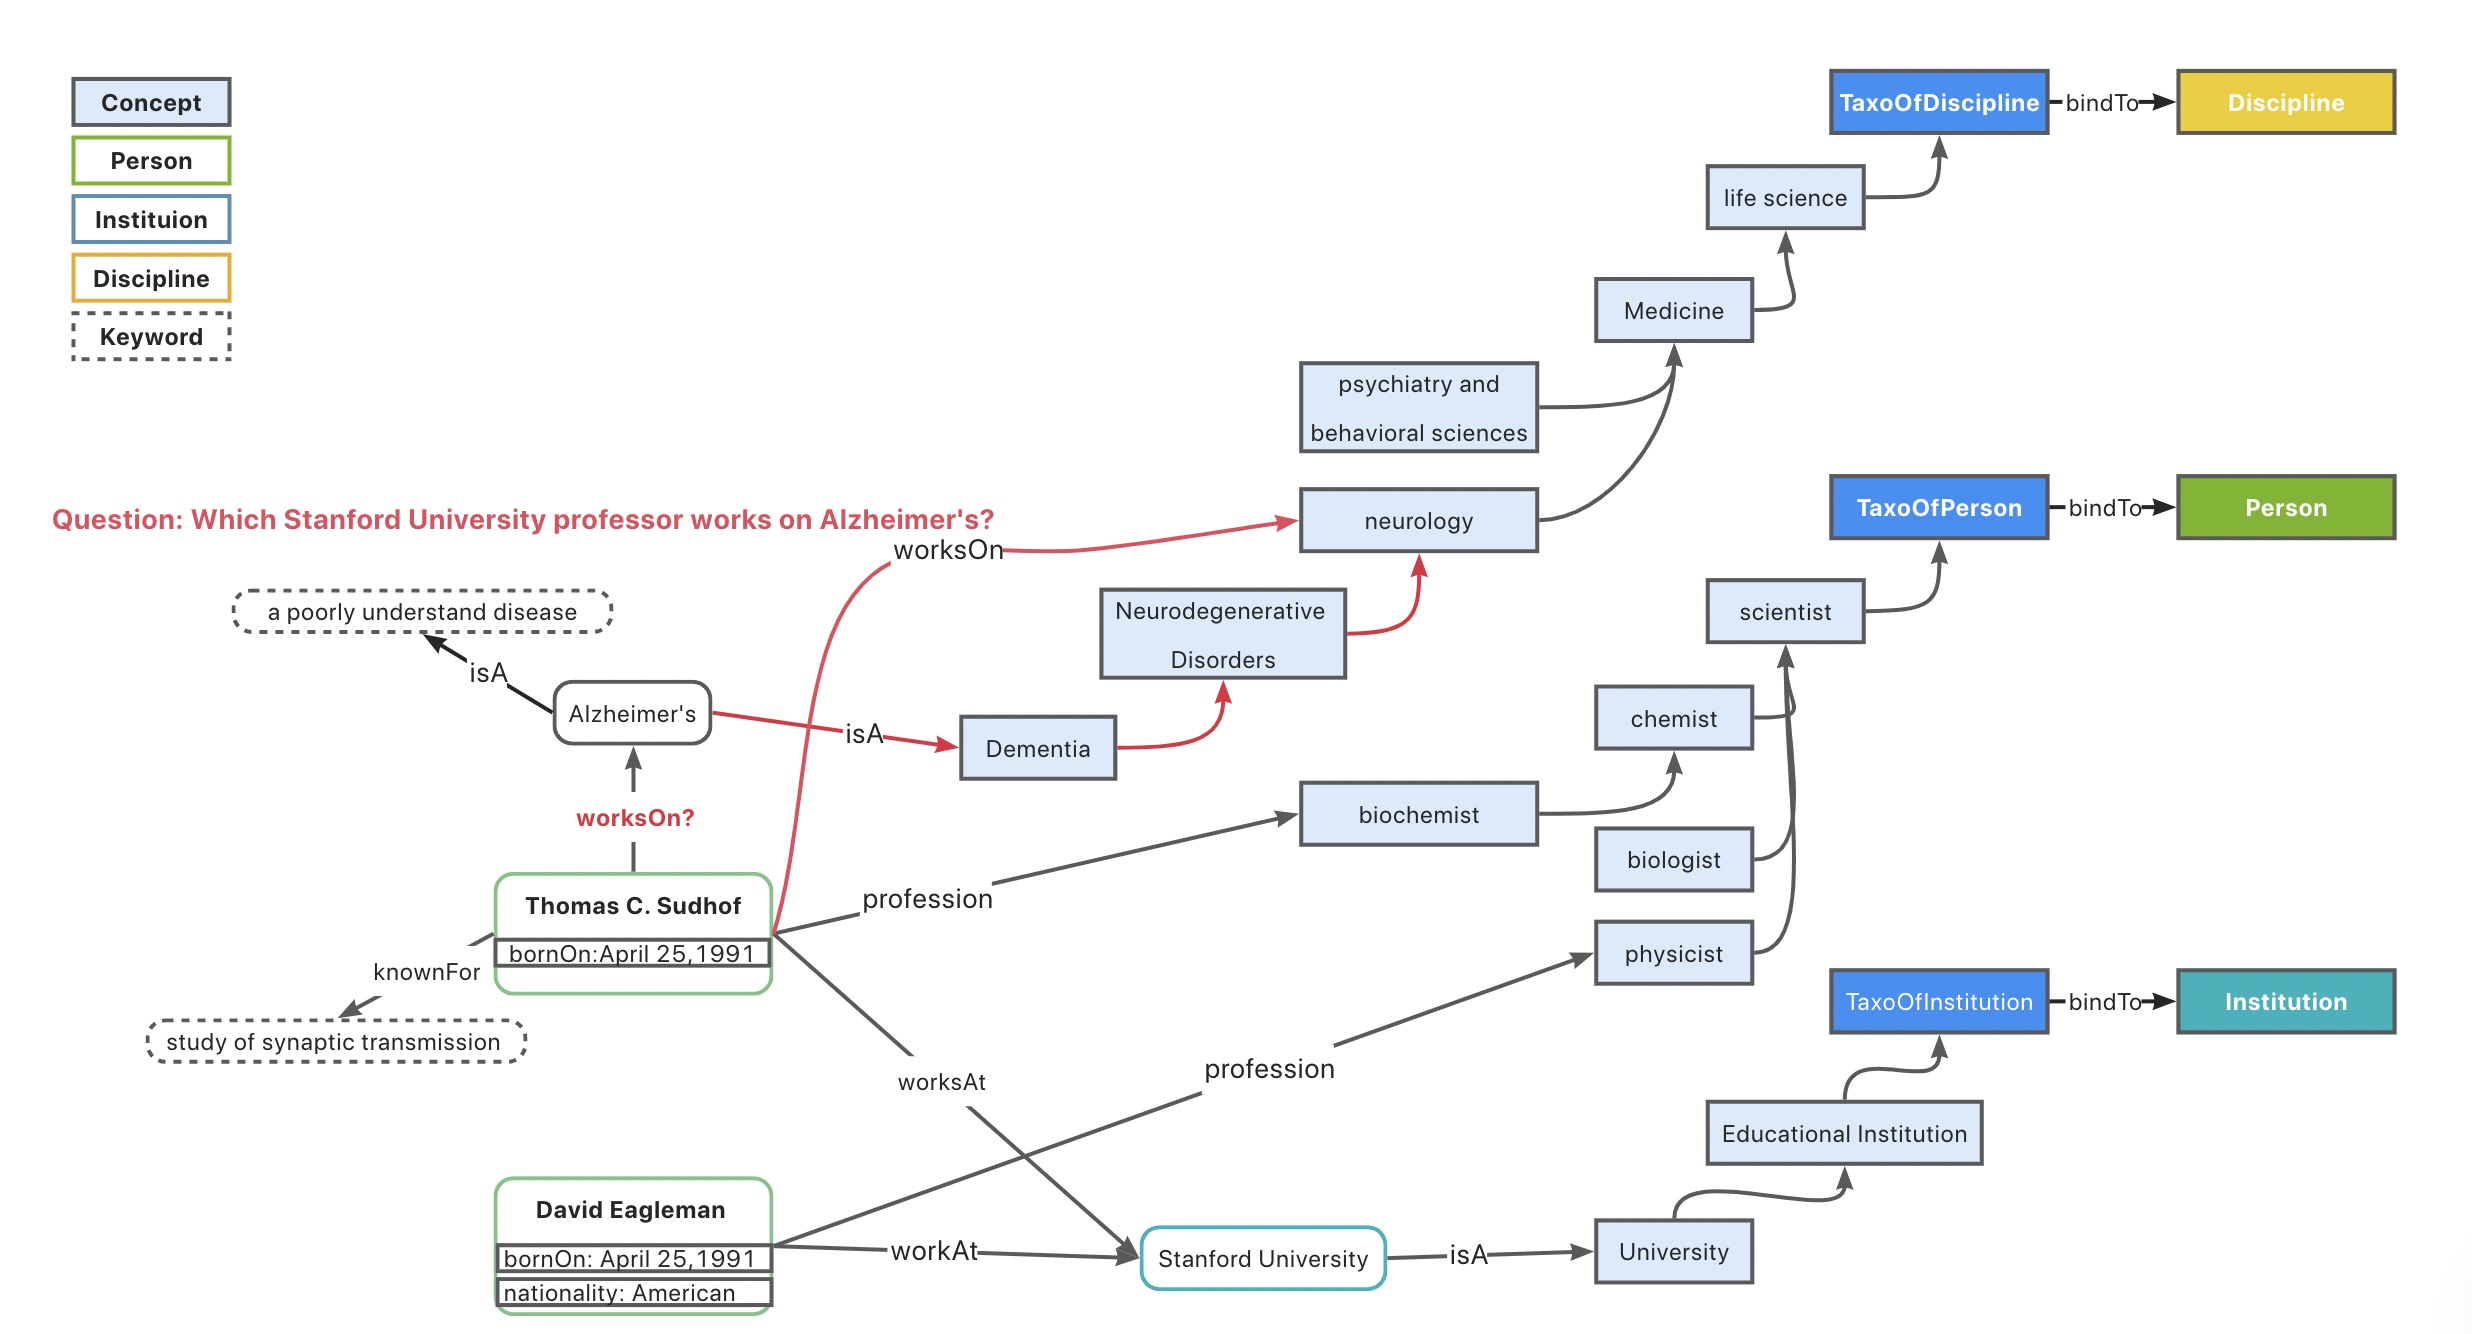 Concept
Person
Instituion
Discipline
Keyword
TaxoOfDiscipline
bindTo
Discipline
life science
Medicine
psychiatry and
behavioral sciences
Question: Which Stanford University professor works on Alzheimer's?
worksOn
neurology
TaxoOfPerson
bindTo
Person
a poorly understand disease
isA
Alzheimer's
isA
Dementia
Neurodegenerative
Disorders
scientist
chemist
biochemist
biologist
physicist
worksOn?
Thomas C. Sudhof
bornOn:April 25,1991
knownFor
study of synaptic transmission
profession
worksAt
profession
TaxoOfInstitution
bindTo
Institution
Educational Institution
David Eagleman
bornOn: April 25,1991
nationality: American
workAt
Stanford University
isA
University